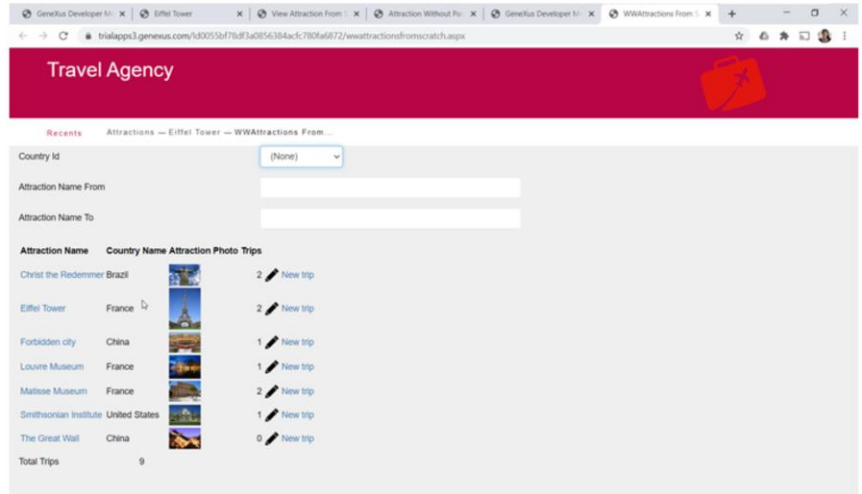 GeneXus Developer M
Eiffel Tower
View Attraction From S
Attraction Without Pa
GeneXus Developer M
WWAttractions From S
trialapps3.genexus.com/Id0055bf78df3a0856384acfc780fa6872/wwattractionsfromscratch.aspx
Travel Agency
Recents Attractions — Eiffel Tower — WWAttractions From...
Country Id (None)
Attraction Name From
Attraction Name To
Attraction Name Country Name Attraction Photo Trips
Christ the Redemmer Brazil 2 New trip
Eiffel Tower France 2 New trip
Forbidden city China 1 New trip
Louvre Museum France 1 New trip
Matisse Museum France 2 New trip
Smithsonian Institute United States 1 New trip
The Great Wall China 0 New trip
Total Trips 9